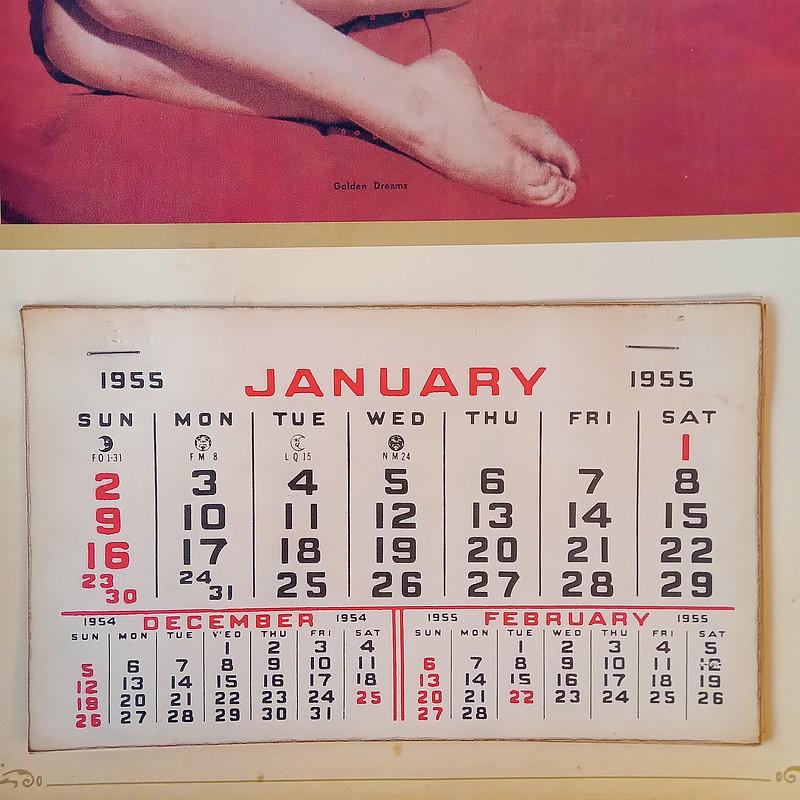 Golden Dreams
1955 JANUARY 1955
SUN MON TUE WED THU FRI SAT
FQ 1-31 FM 8 LQ 15 NM 24 1
2 3 4 5 6 7 8
9 10 11 12 13 14 15
16 17 18 19 20 21 22
23 30 24 31 25 26 27 28 29
1954 DECEMBER 1954
SUN MON TUE WED THU FRI SAT
1 2 3 4
5 6 7 8 9 10 11
12 13 14 15 16 17 18
19 20 21 22 23 24 25
26 27 28 29 30 31
1955 FEBRUARY 1955
SUN MON TUE WED THU FRI SAT
1 2 3 4 5
6 7 8 9 10 11 12
13 14 15 16 17 18 19
20 21 22 23 24 25 26
27 28